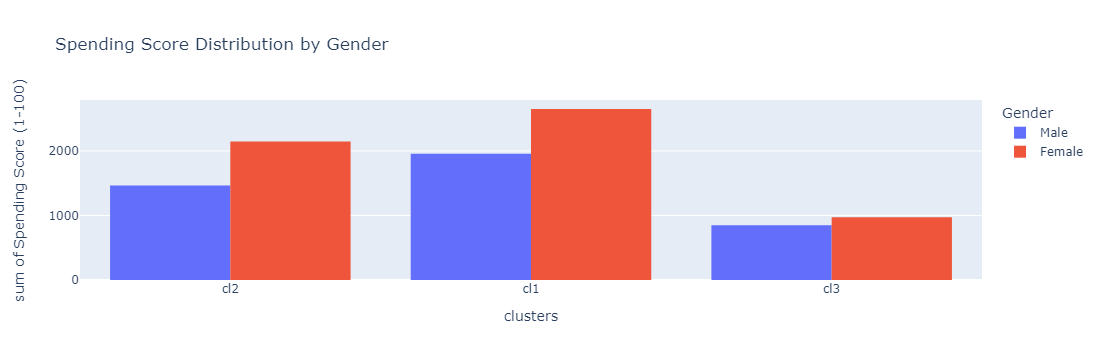 Spending Score Distribution by Gender
sum of Spending Score (1-100)
2000
1000
0
cl2
cl1
cl3
clusters
Gender
Male
Female